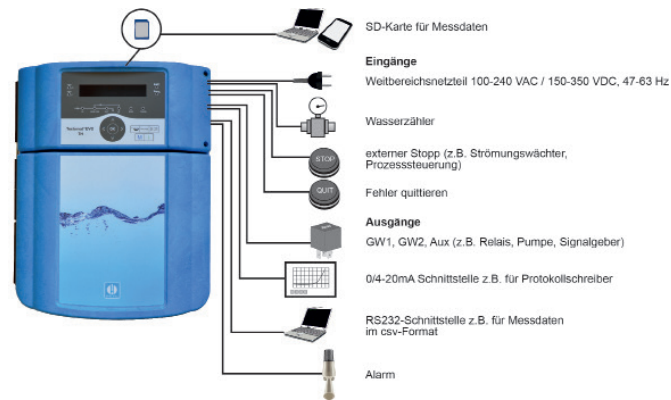 SD-Karte für Messdaten
Eingänge
Weitbereichsnetzteil 100-240 VAC / 150-350 VDC, 47-63 Hz
Wasserzähler
STOP
externer Stopp (z.B. Strömungswächter,
Prozesssteuerung)
QUIT
Fehler quittieren
Ausgänge
GW1, GW2, Aux (z.B. Relais, Pumpe, Signalgeber)
0/4-20mA Schnittstelle z.B. für Protokollschreiber
RS232-Schnittstelle z.B. für Messdaten
im csv-Format
Alarm